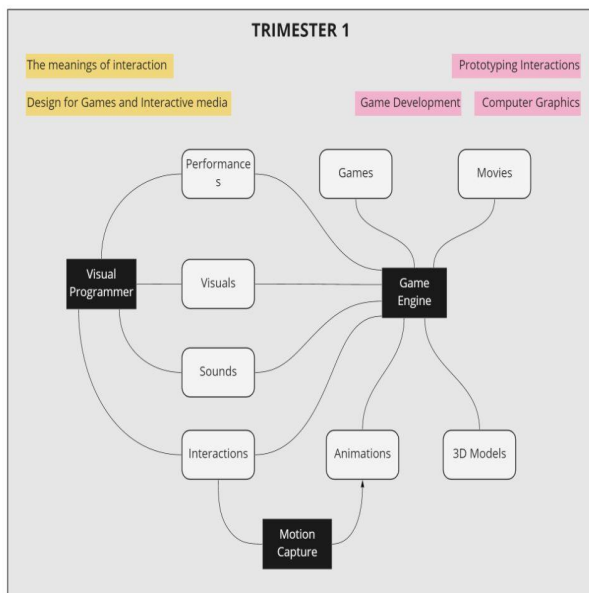 TRIMESTER 1
The meanings of interaction
Prototyping Interactions
Design for Games and Interactive media
Game Development
Computer Graphics
Performance
s
Games
Movies
Visual
Programmer
Visuals
Game
Engine
Sounds
Interactions
Animations
3D Models
Motion
Capture